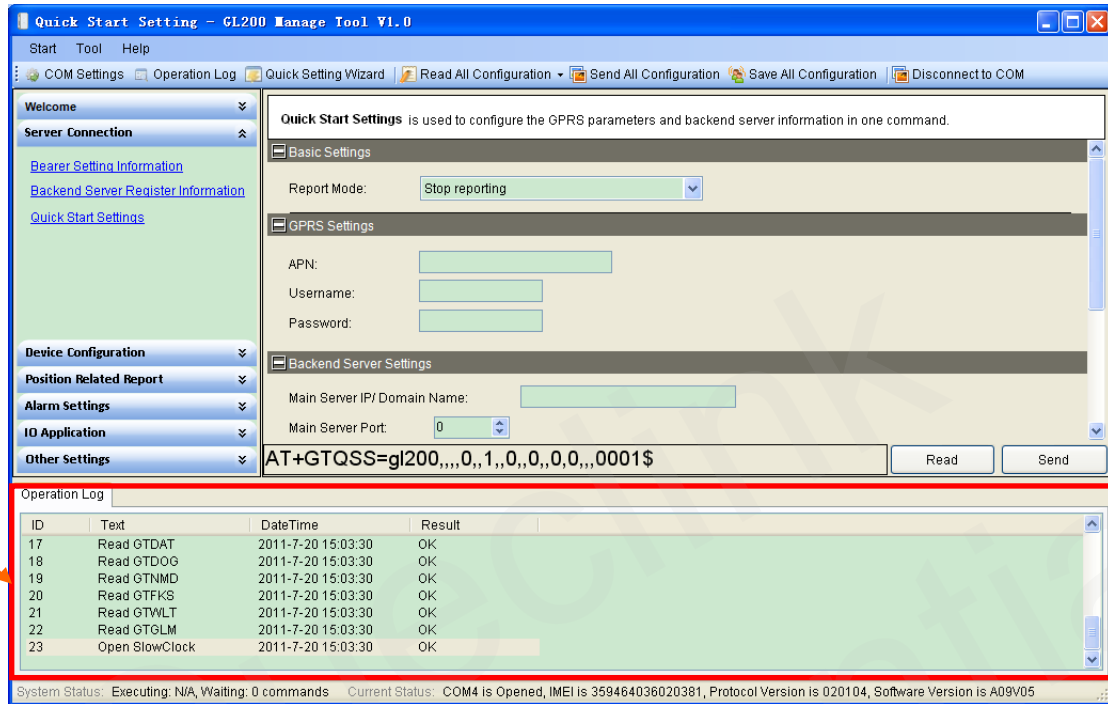 Quick Start Setting - GL200 Manage Tool V1.0
Start Tool Help
COM Settings Operation Log Quick Setting Wizard Read All Configuration Send All Configuration Save All Configuration Disconnect to COM
Welcome
Server Connection
Bearer Setting Information
Backend Server Register Information
Quick Start Settings
Device Configuration
Position Related Report
Alarm Settings
IO Application
Other Settings
Quick Start Settings is used to configure the GPRS parameters and backend server information in one command.
Basic Settings
Report Mode: Stop reporting
GPRS Settings
APN:
Username:
Password:
Backend Server Settings
Main Server IP/ Domain Name:
Main Server Port: 0
AT+GTQSS=gl200,,,,0,,1,,0,,0,,0,0,,,0001$ Read Send
Operation Log
ID Text DateTime Result
17 Read GTDAT 2011-7-20 15:03:30 OK
18 Read GTDOG 2011-7-20 15:03:30 OK
19 Read GTNMD 2011-7-20 15:03:30 OK
20 Read GTFKS 2011-7-20 15:03:30 OK
21 Read GTWLT 2011-7-20 15:03:30 OK
22 Read GTGLM 2011-7-20 15:03:30 OK
23 Open SlowClock 2011-7-20 15:03:30 OK
System Status: Executing: N/A, Waiting: 0 commands Current Status: COM4 is Opened, IMEI is 359464036020381, Protocol Version is 020104, Software Version is A09V05